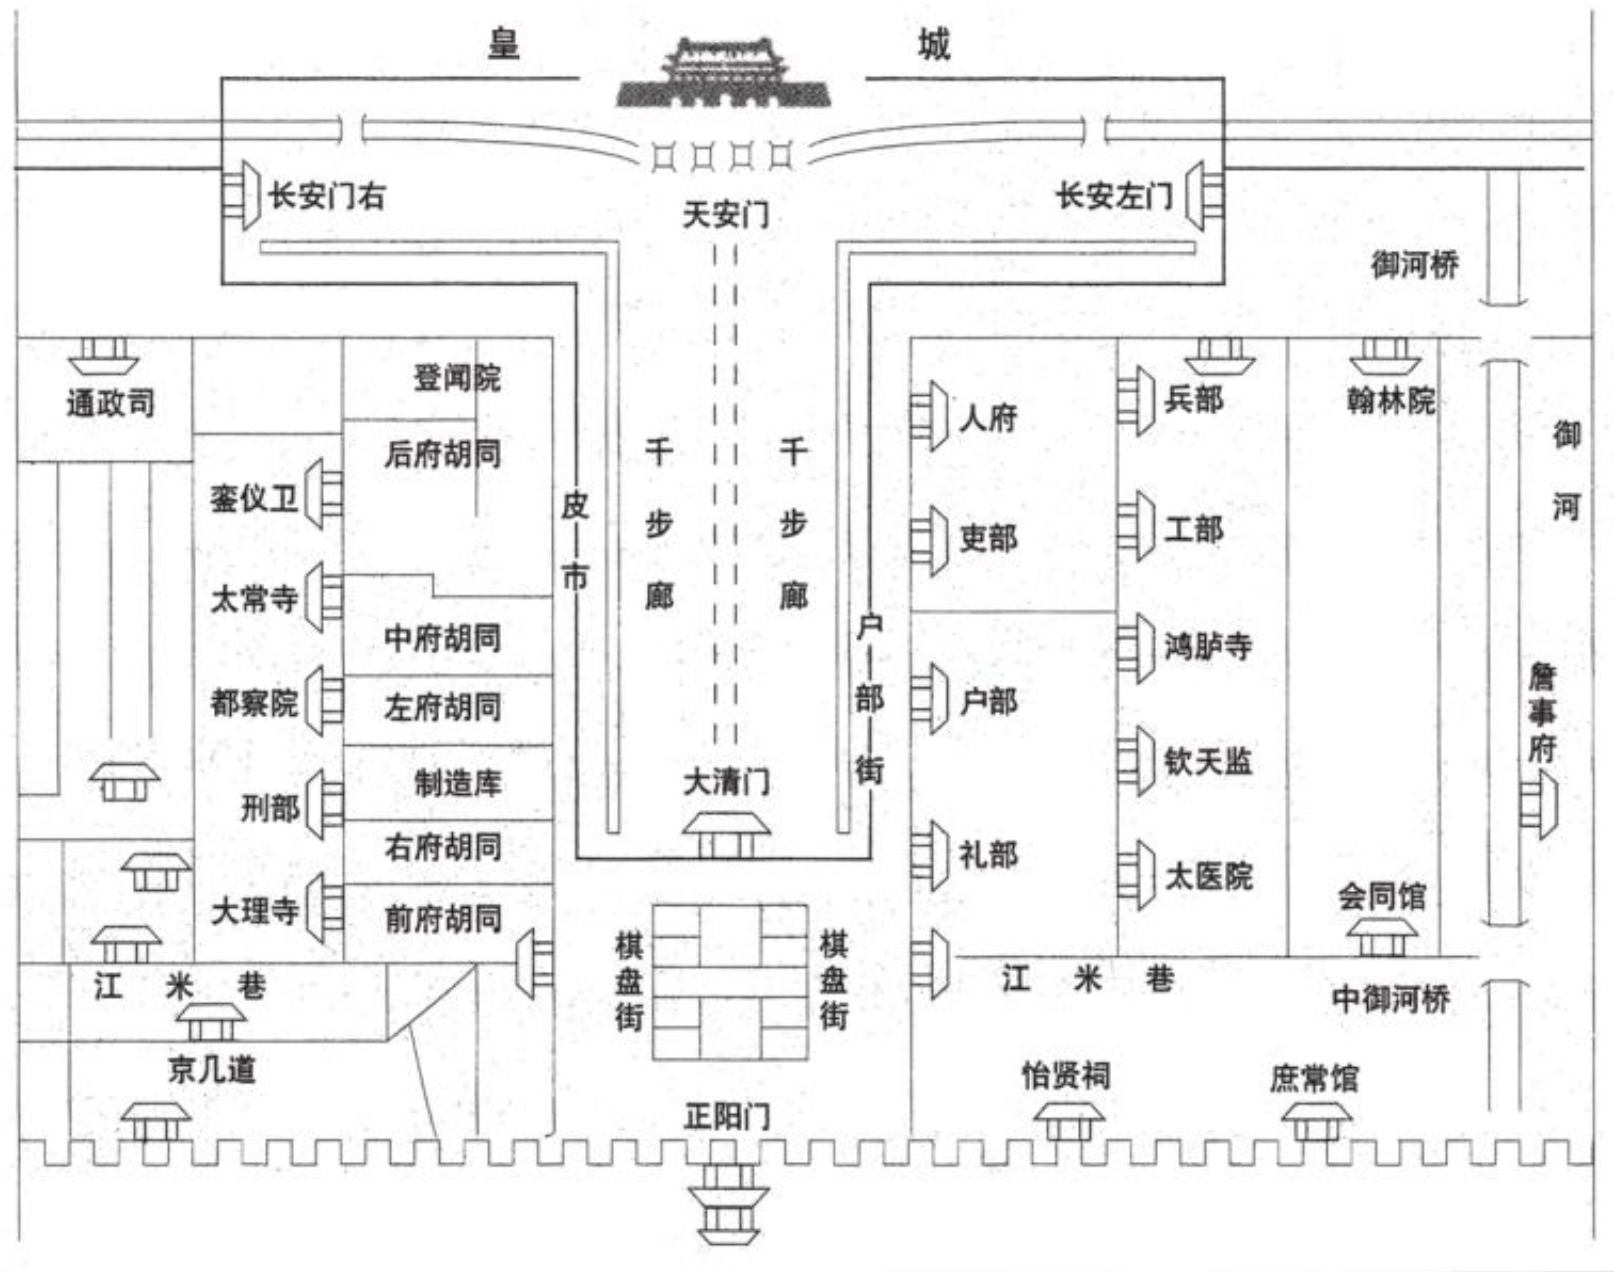 皇 城
长安门右
天安门
长安左门
御河桥
通政司
登闻院
后府胡同
銮仪卫
太常寺
中府胡同
都察院
左府胡同
制造库
刑部
右府胡同
大理寺
前府胡同
江米巷
京几道
皮市
千步廊
千步廊
大清门
户部街
棋盘街
棋盘街
正阳门
人府
吏部
户部
礼部
兵部
工部
鸿胪寺
钦天监
太医院
翰林院
御河
詹事府
会同馆
江米巷
中御河桥
怡贤祠
庶常馆